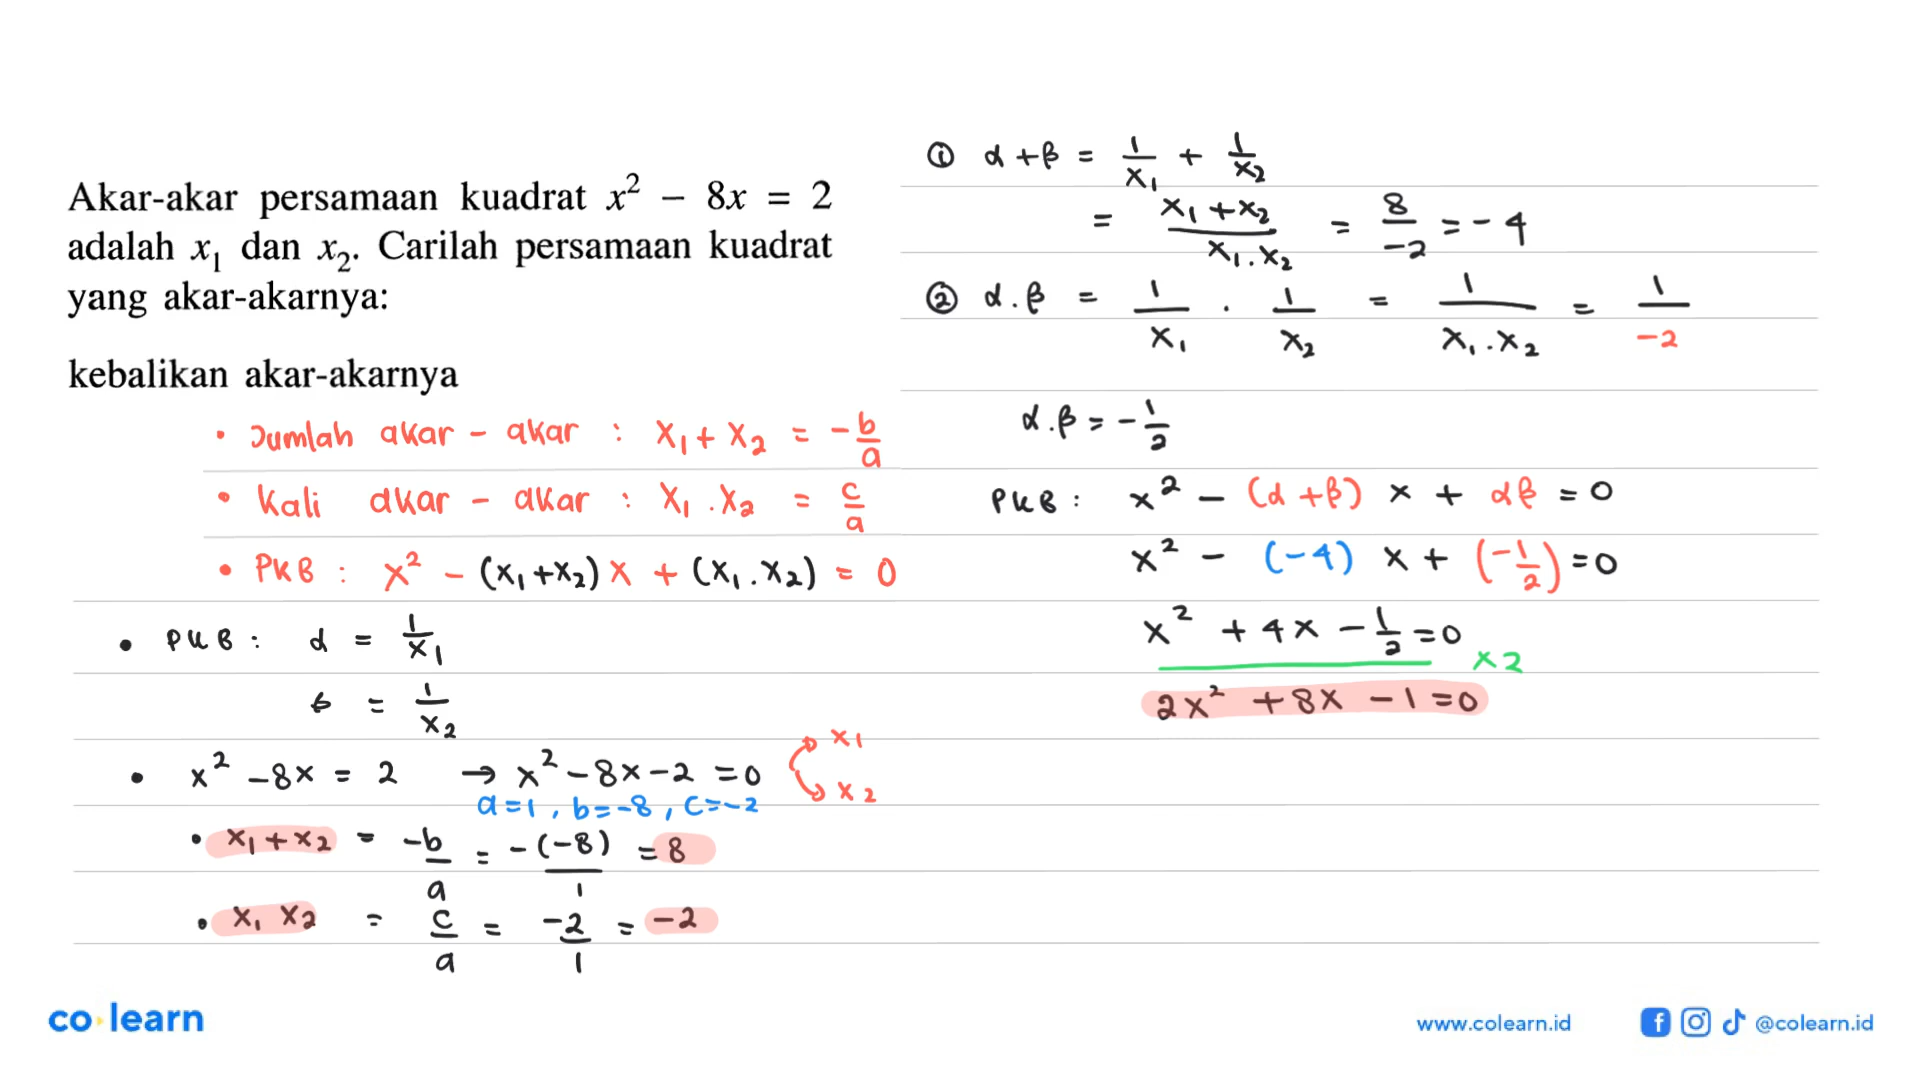 Akar-akar persamaan kuadrat x² – 8x = 2
adalah x₁ dan x₂. Carilah persamaan kuadrat
yang akar-akarnya:
kebalikan akar-akarnya
• Jumlah akar - akar : x₁ + x₂ = -b/a
• Kali akar - akar : x₁ . x₂ = c/a
• PKB : x² - (x₁+x₂) x + (x₁ . x₂) = 0
• PKB : α = 1/x₁
β = 1/x₂
• x² -8x = 2 → x² -8x -2 = 0 x₁ x₂
a=1 , b=-8 , c=-2
• x₁ + x₂ = -b/a = -(-8)/1 = 8
• x₁ x₂ = c/a = -2/1 = -2
① α + β = 1/x₁ + 1/x₂
= x₁ + x₂/x₁ . x₂ = 8/-2 = -4
② α . β = 1/x₁ . 1/x₂ = 1/x₁ . x₂ = 1/-2
α . β = -1/2
PKB : x² - (α + β) x + αβ = 0
x² - (-4) x + (-1/2) = 0
x² + 4x - 1/2 = 0 x2
2x² + 8x - 1 = 0
co learn
www.colearn.id @colearn.id